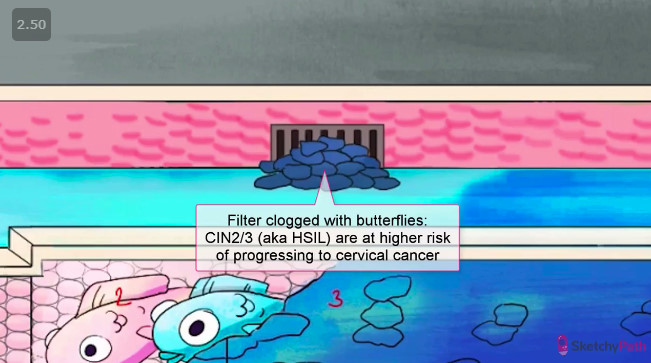 2.50
Filter clogged with butterflies:
CIN2/3 (aka HSIL) are at higher risk
of progressing to cervical cancer
2
3
SketchyPath